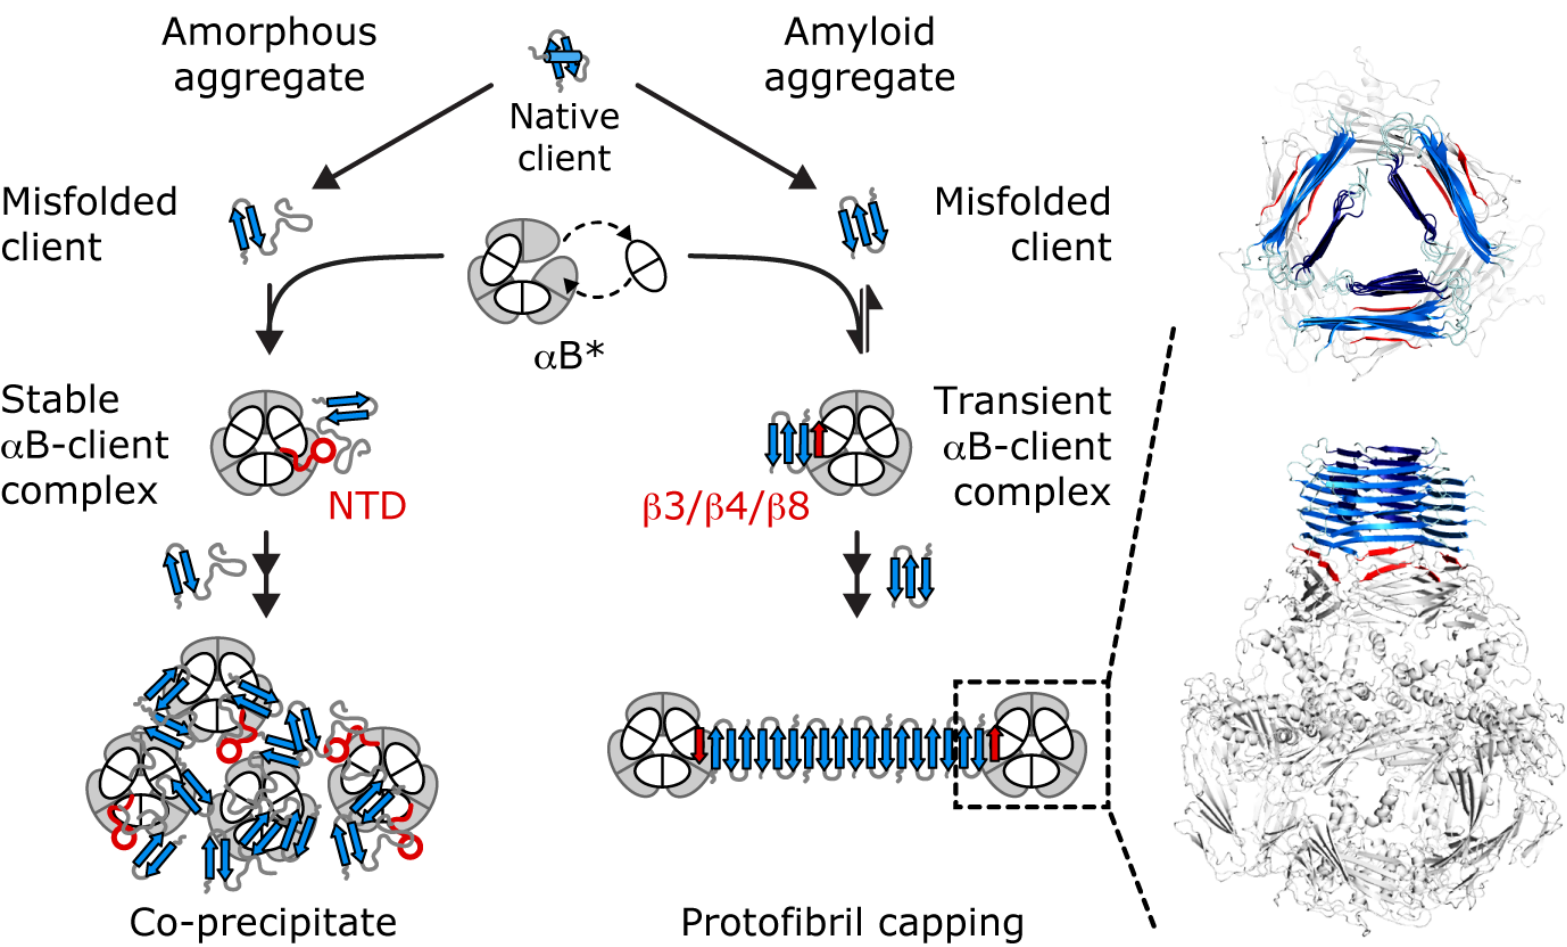 Amorphous
aggregate
Native
client
Amyloid
aggregate
Misfolded
client
αB*
Misfolded
client
Stable
αB-client
complex
NTD
β3/β4/β8
Transient
αB-client
complex
Co-precipitate
Protofibril capping